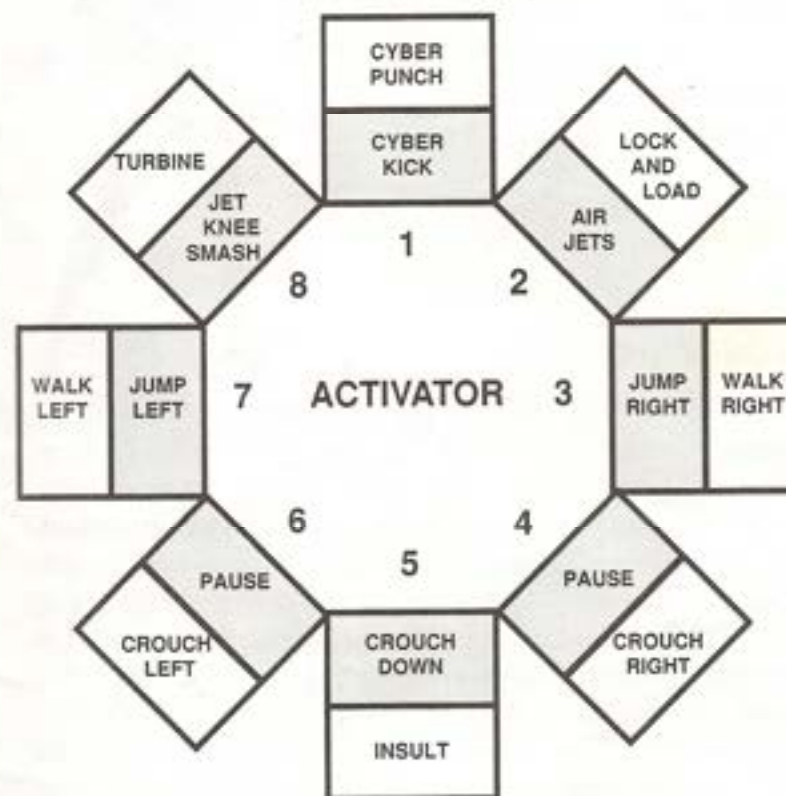 CYBER
PUNCH
CYBER
KICK
1
LOCK
AND
LOAD
AIR
JETS
2
TURBINE
JET
KNEE
SMASH
8
WALK
LEFT
JUMP
LEFT
7
ACTIVATOR
3
JUMP
RIGHT
WALK
RIGHT
6
PAUSE
CROUCH
LEFT
5
CROUCH
DOWN
INSULT
4
PAUSE
CROUCH
RIGHT